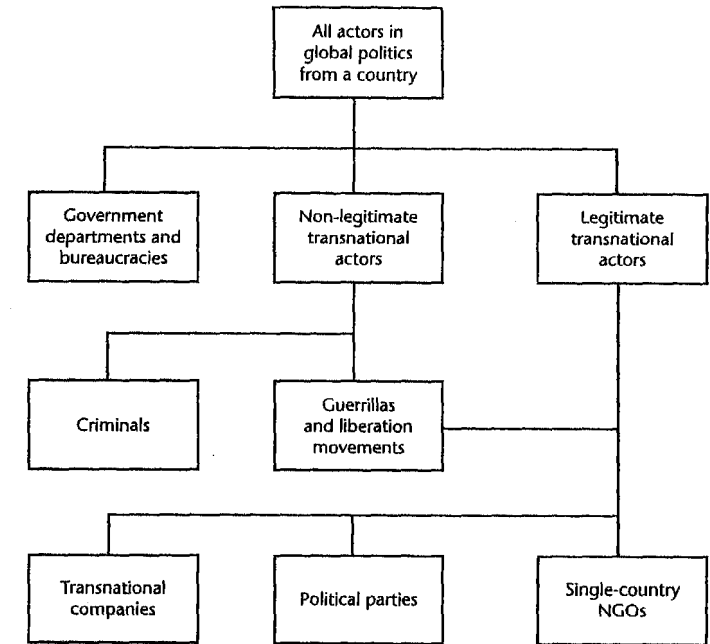 All actors in
global politics
from a country
Government
departments and
bureaucracies
Non-legitimate
transnational
actors
Legitimate
transnational
actors
Criminals
Guerrillas
and liberation
movements
Transnational
companies
Political parties
Single-country
NGOs